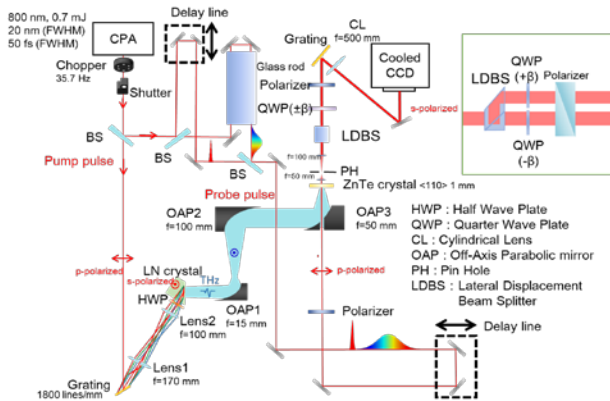 800 nm, 0.7 mJ
20 nm (FWHM)
50 fs (FWHM)
CPA
Delay line
Chopper
35.7 Hz
Shutter
Glass rod
BS
BS
BS
Pump pulse
Probe pulse
Grating
CL
f=500 mm
Cooled
CCD
Polarizer
QWP(±β)
s-polarized
LDBS
f=100 mm
PH
f=50 mm
ZnTe crystal <110> 1 mm
LDBS
QWP
(+β)
Polarizer
QWP
(-β)
OAP2
f=100 mm
OAP3
f=50 mm
HWP : Half Wave Plate
QWP : Quarter Wave Plate
CL : Cylindrical Lens
OAP : Off-Axis Parabolic mirror
PH : Pin Hole
LDBS : Lateral Displacement
Beam Splitter
p-polarized
p-polarized
LN crystal
s-polarized
THz
HWP
OAP1
f=15 mm
Lens2
f=100 mm
Polarizer
Delay line
Lens1
f=170 mm
Grating
1800 lines/mm